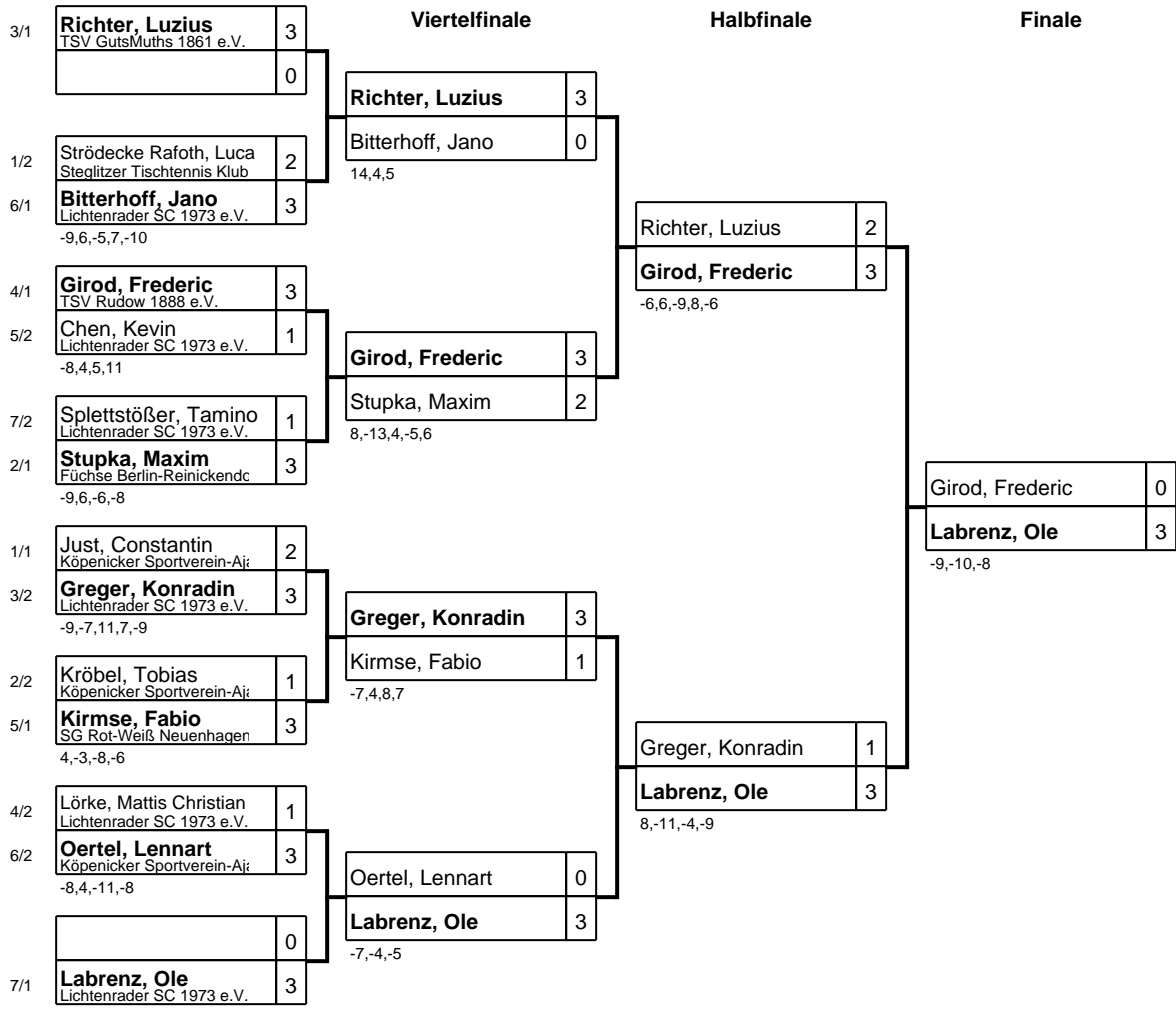 Viertelfinale
Halbfinale
Finale
3/1
Richter, Luzius
3
TSV GutsMuths 1861 e.V.
0
1/2
Strödecke Rafoth, Luca
2
Steglitzer Tischtennis Klub
6/1
Bitterhoff, Jano
3
Lichtenrader SC 1973 e.V.
-9,6,-5,7,-10
4/1
Girod, Frederic
3
TSV Rudow 1888 e.V.
5/2
Chen, Kevin
1
Lichtenrader SC 1973 e.V.
-8,4,5,11
7/2
Splettstößer, Tamino
1
Lichtenrader SC 1973 e.V.
2/1
Stupka, Maxim
3
Füchse Berlin-Reinickendo
-9,6,-6,-8
1/1
Just, Constantin
2
Köpenicker Sportverein-Aja
3/2
Greger, Konradin
3
Lichtenrader SC 1973 e.V.
-9,-7,11,7,-9
2/2
Kröbel, Tobias
1
Köpenicker Sportverein-Aja
5/1
Kirmse, Fabio
3
SG Rot-Weiß Neuenhagen
4,-3,-8,-6
4/2
Lörke, Mattis Christian
1
Lichtenrader SC 1973 e.V.
6/2
Oertel, Lennart
3
Köpenicker Sportverein-Aja
-8,4,-11,-8
0
7/1
Labrenz, Ole
3
Lichtenrader SC 1973 e.V.
Richter, Luzius
3
Bitterhoff, Jano
0
14,4,5
Girod, Frederic
3
Stupka, Maxim
2
8,-13,4,-5,6
Greger, Konradin
3
Kirmse, Fabio
1
-7,4,8,7
Oertel, Lennart
0
Labrenz, Ole
3
-7,-4,-5
Richter, Luzius
2
Girod, Frederic
3
-6,6,-9,8,-6
Greger, Konradin
1
Labrenz, Ole
3
8,-11,-4,-9
Girod, Frederic
0
Labrenz, Ole
3
-9,-10,-8